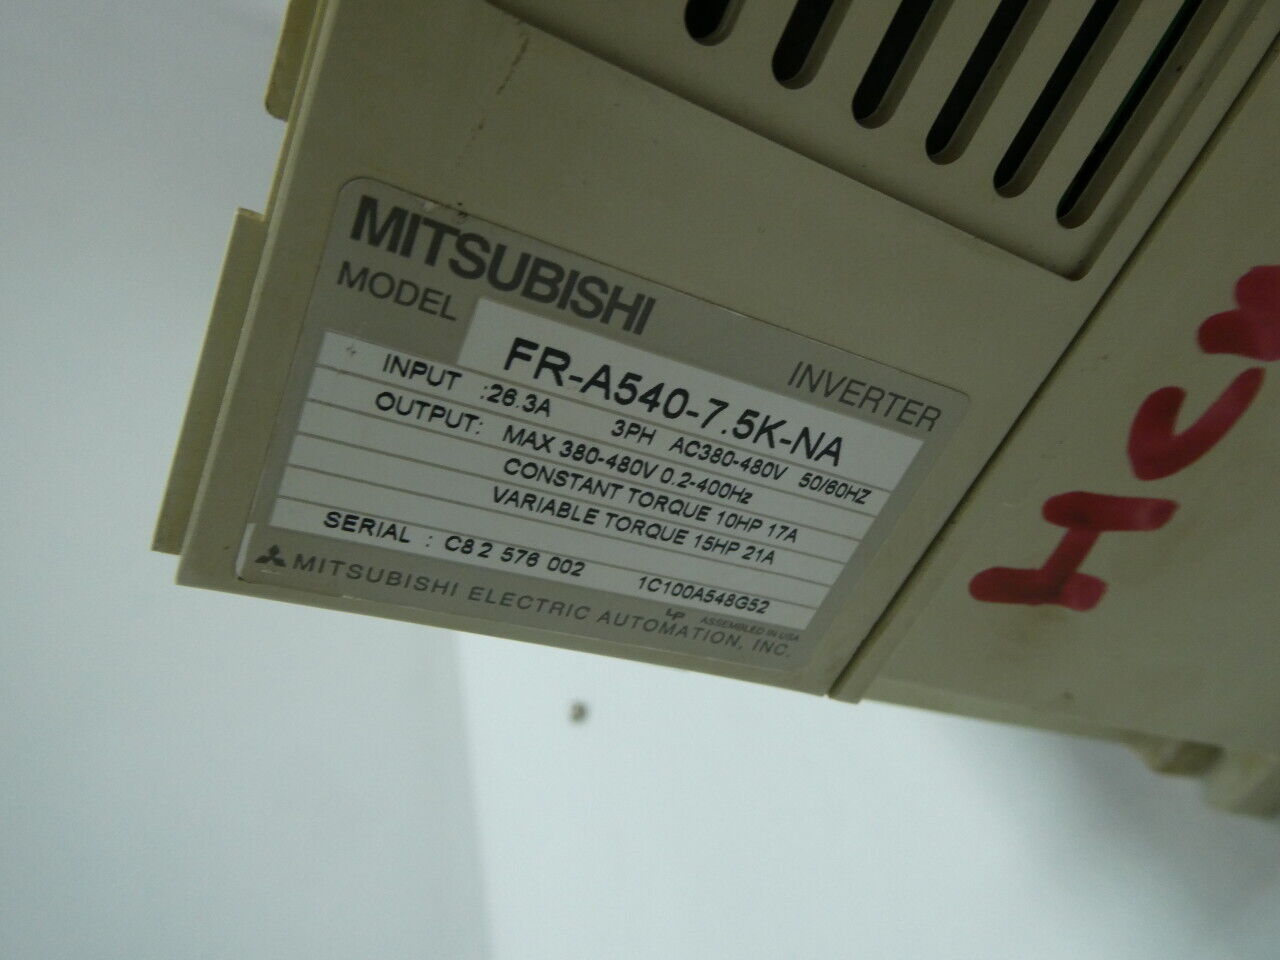 MITSUBISHI
MODEL FR-A540-7.5K-NA INVERTER
INPUT :26.3A 3PH AC380-480V 50/60HZ
OUTPUT: MAX 380-480V 0.2-400Hz
CONSTANT TORQUE 10HP 17A
VARIABLE TORQUE 15HP 21A
SERIAL : C82 576 002 1C100A548G52
ASSEMBLED IN USA
MITSUBISHI ELECTRIC AUTOMATION, INC.